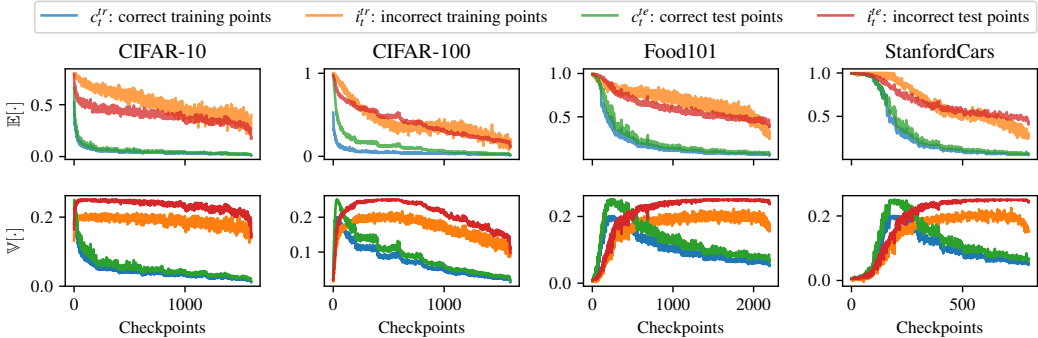 c_t^{tr}: correct training points i_t^{tr}: incorrect training points c_t^{te}: correct test points i_t^{te}: incorrect test points
CIFAR-10 CIFAR-100 Food101 StanfordCars
𝔼[·]
0.5
0.0
1
0
1.0
0.5
1.0
0.5
𝕍[·]
0.2
0.0
0.2
0.1
0.2
0.0
0.2
0.0
0 1000 0 1000 0 1000 2000 0 500
Checkpoints Checkpoints Checkpoints Checkpoints